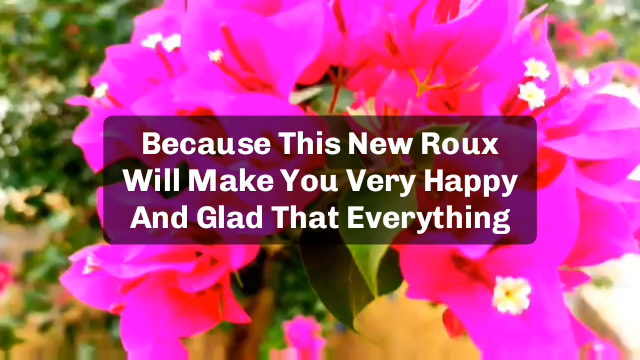 Because This New Roux
Will Make You Very Happy
And Glad That Everything